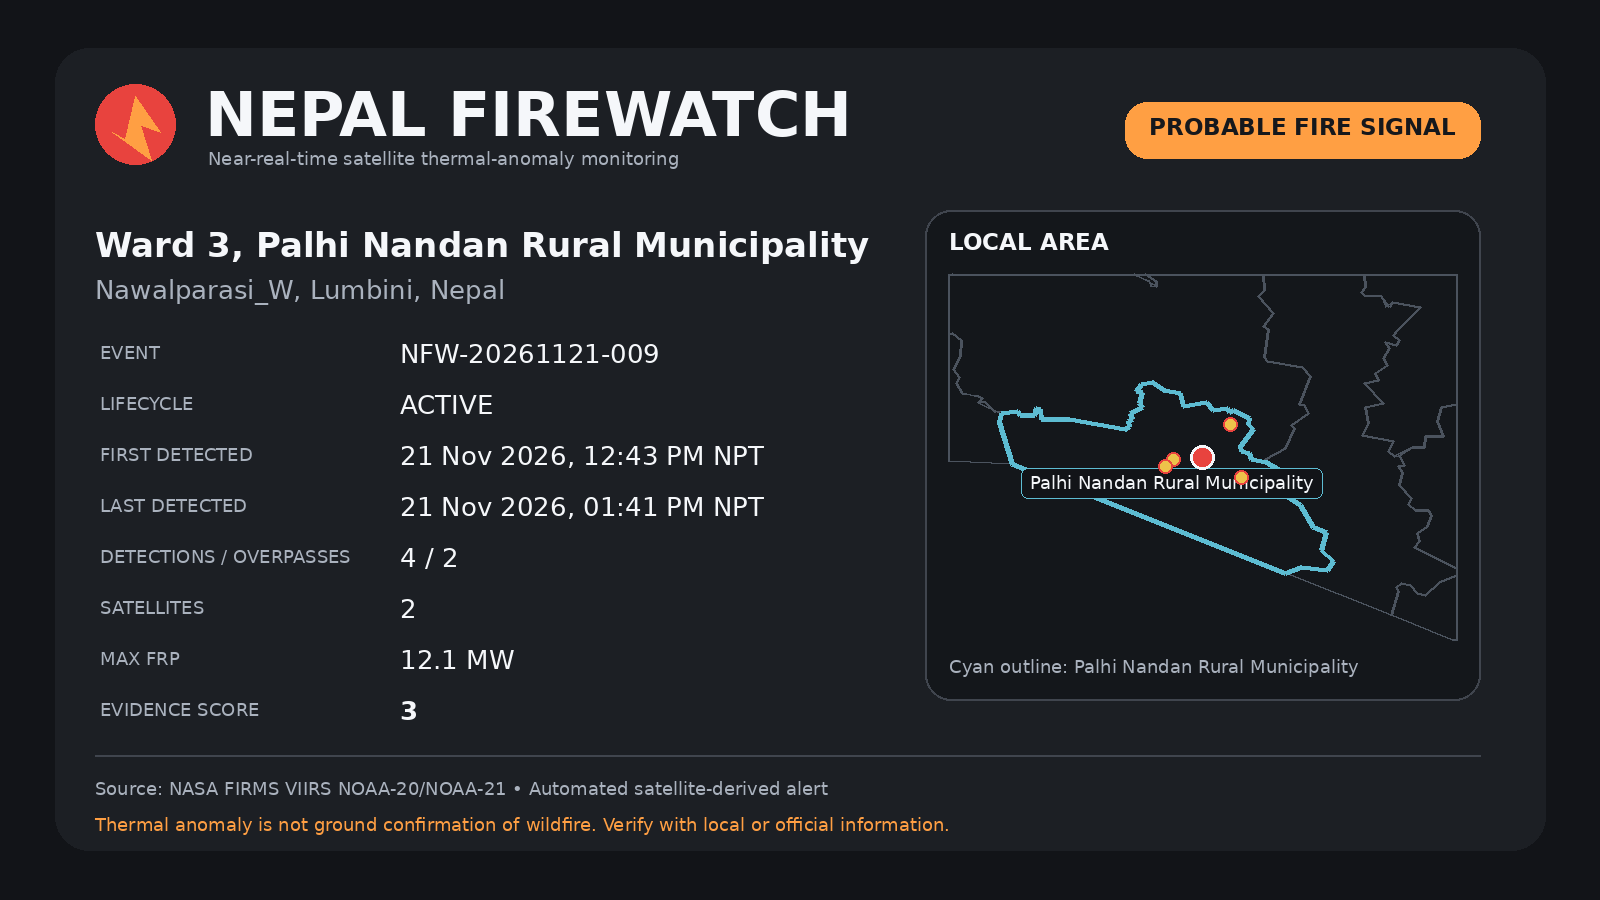 NEPAL FIREWATCH
Near-real-time satellite thermal-anomaly monitoring
PROBABLE FIRE SIGNAL
Ward 3, Palhi Nandan Rural Municipality
Nawalparasi_W, Lumbini, Nepal
EVENT NFW-20261121-009
LIFECYCLE ACTIVE
FIRST DETECTED 21 Nov 2026, 12:43 PM NPT
LAST DETECTED 21 Nov 2026, 01:41 PM NPT
DETECTIONS / OVERPASSES 4 / 2
SATELLITES 2
MAX FRP 12.1 MW
EVIDENCE SCORE 3
LOCAL AREA
Palhi Nandan Rural Municipality
Cyan outline: Palhi Nandan Rural Municipality
Source: NASA FIRMS VIIRS NOAA-20/NOAA-21 • Automated satellite-derived alert
Thermal anomaly is not ground confirmation of wildfire. Verify with local or official information.